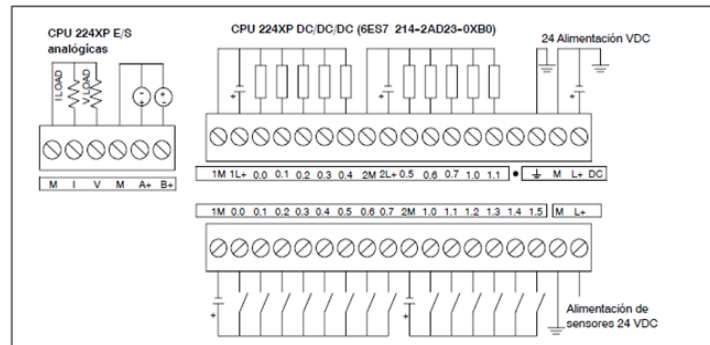 CPU 224XP E/S
analógicas
I LOAD
V LOAD
M I V M A+ B+
CPU 224XP DC/DC/DC (6ES7 214-2AD23-0XB0)
24 Alimentación VDC
1M 1L+ 0.0 0.1 0.2 0.3 0.4 2M 2L+ 0.5 0.6 0.7 1.0 1.1 M L+ DC
1M 0.0 0.1 0.2 0.3 0.4 0.5 0.6 0.7 2M 1.0 1.1 1.2 1.3 1.4 1.5 M L+
Alimentación de
sensores 24 VDC